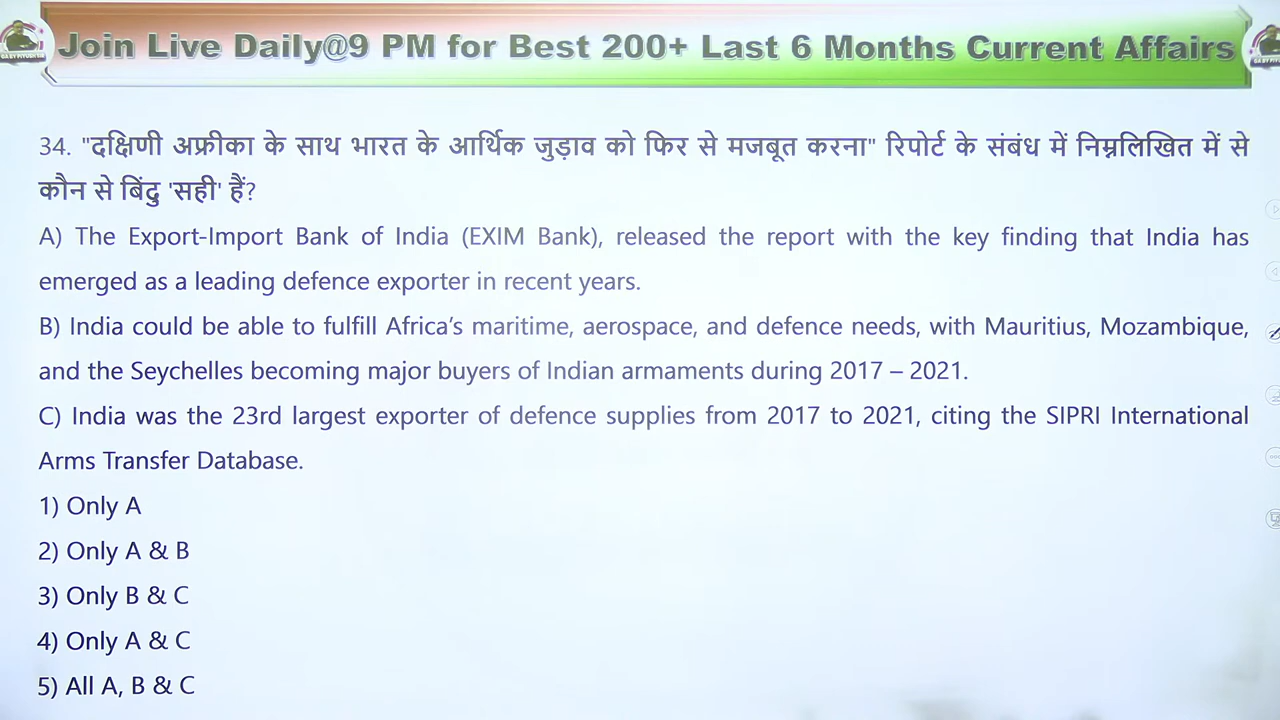 Join Live Daily@9 PM for Best 200+ Last 6 Months Current Affairs
34. "दक्षिणी अफ्रीका के साथ भारत के आर्थिक जुड़ाव को फिर से मजबूत करना" रिपोर्ट के संबंध में निम्नलिखित में से
कौन से बिंदु 'सही' हैं?
A) The Export-Import Bank of India (EXIM Bank), released the report with the key finding that India has
emerged as a leading defence exporter in recent years.
B) India could be able to fulfill Africa’s maritime, aerospace, and defence needs, with Mauritius, Mozambique,
and the Seychelles becoming major buyers of Indian armaments during 2017 – 2021.
C) India was the 23rd largest exporter of defence supplies from 2017 to 2021, citing the SIPRI International
Arms Transfer Database.
1) Only A
2) Only A & B
3) Only B & C
4) Only A & C
5) All A, B & C